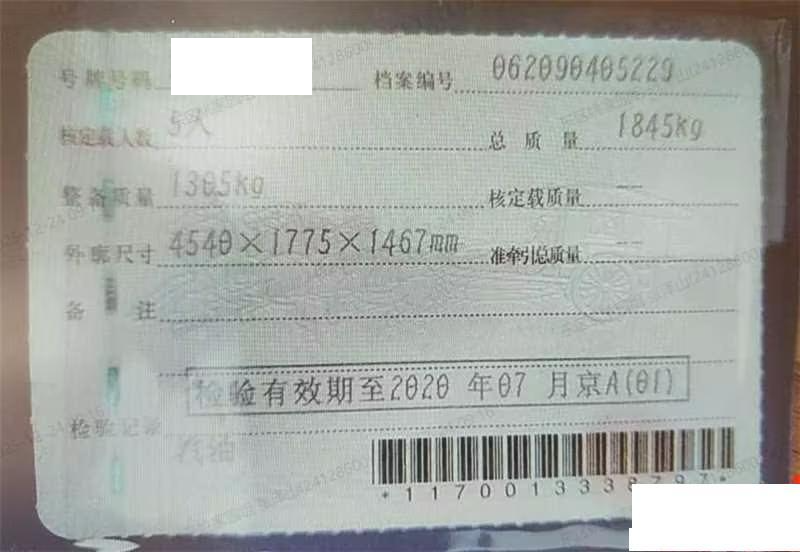 号牌号码 档案编号 062090405229
核定载人数 5人 总质量 1845kg
整备质量 1305kg 核定载质量 --
外廓尺寸 4540×1775×1467mm 准牵引总质量 --
备注
检验有效期至2020年07月京A(01)
检验记录
汽油